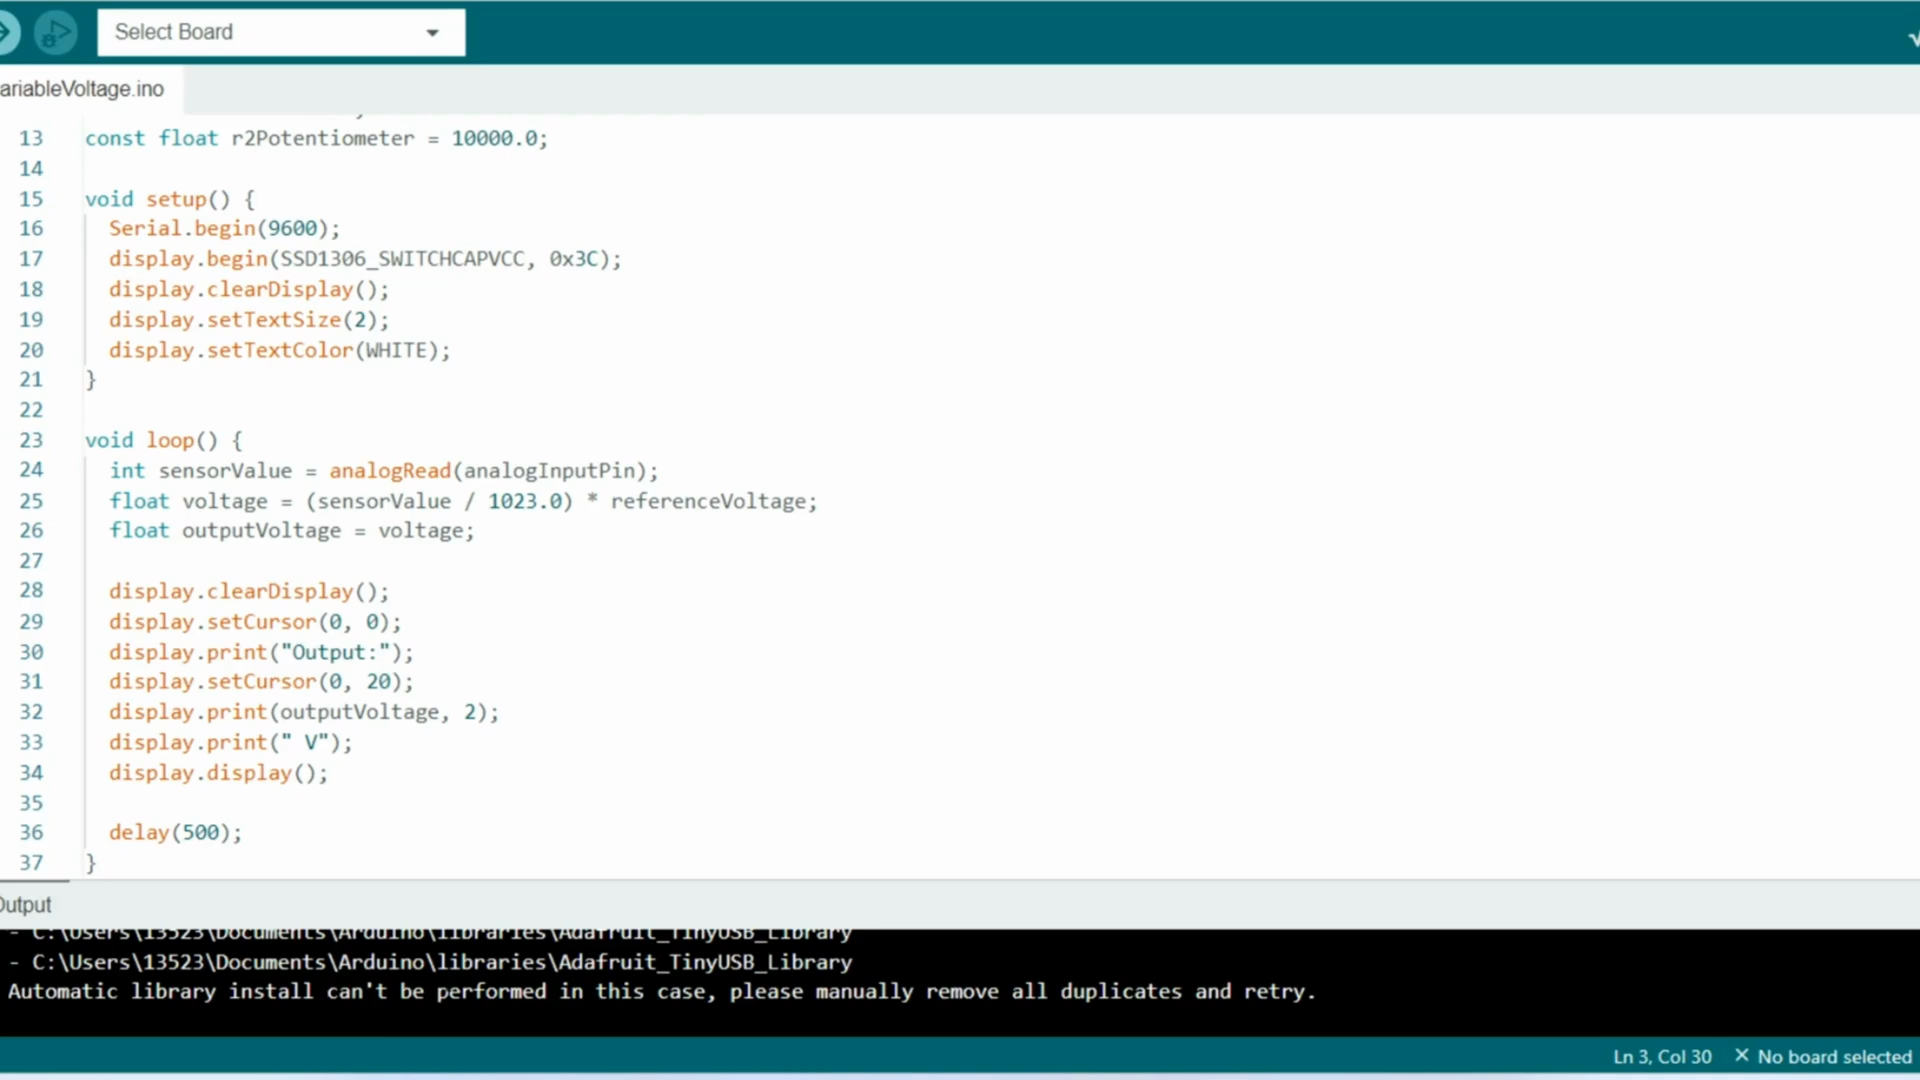 Select Board
ariableVoltage.ino
13 const float r2Potentiometer = 10000.0;
14
15 void setup() {
16 Serial.begin(9600);
17 display.begin(SSD1306_SWITCHCAPVCC, 0x3C);
18 display.clearDisplay();
19 display.setTextSize(2);
20 display.setTextColor(WHITE);
21 }
22
23 void loop() {
24 int sensorValue = analogRead(analogInputPin);
25 float voltage = (sensorValue / 1023.0) * referenceVoltage;
26 float outputVoltage = voltage;
27
28 display.clearDisplay();
29 display.setCursor(0, 0);
30 display.print("Output:");
31 display.setCursor(0, 20);
32 display.print(outputVoltage, 2);
33 display.print(" V");
34 display.display();
35
36 delay(500);
37 }
Output
- C:\Users\13523\Documents\Arduino\libraries\Adafruit_TinyUSB_Library
- C:\Users\13523\Documents\Arduino\libraries\Adafruit_TinyUSB_Library
Automatic library install can't be performed in this case, please manually remove all duplicates and retry.
Ln 3, Col 30 × No board selected